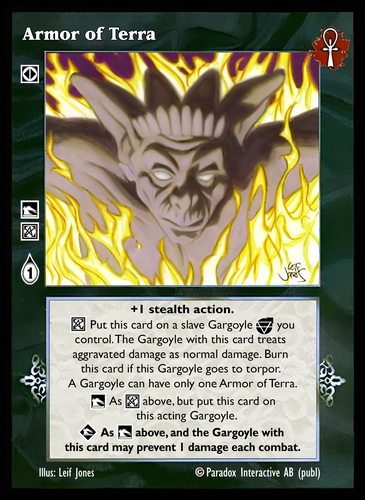 Armor of Terra
1
LEIF
JONES
+1 stealth action.
Put this card on a slave Gargoyle you
control. The Gargoyle with this card treats
aggravated damage as normal damage. Burn
this card if this Gargoyle goes to torpor.
A Gargoyle can have only one Armor of Terra.
As above, but put this card on
this acting Gargoyle.
As above, and the Gargoyle with
this card may prevent 1 damage each combat.
Illus: Leif Jones © Paradox Interactive AB (publ)